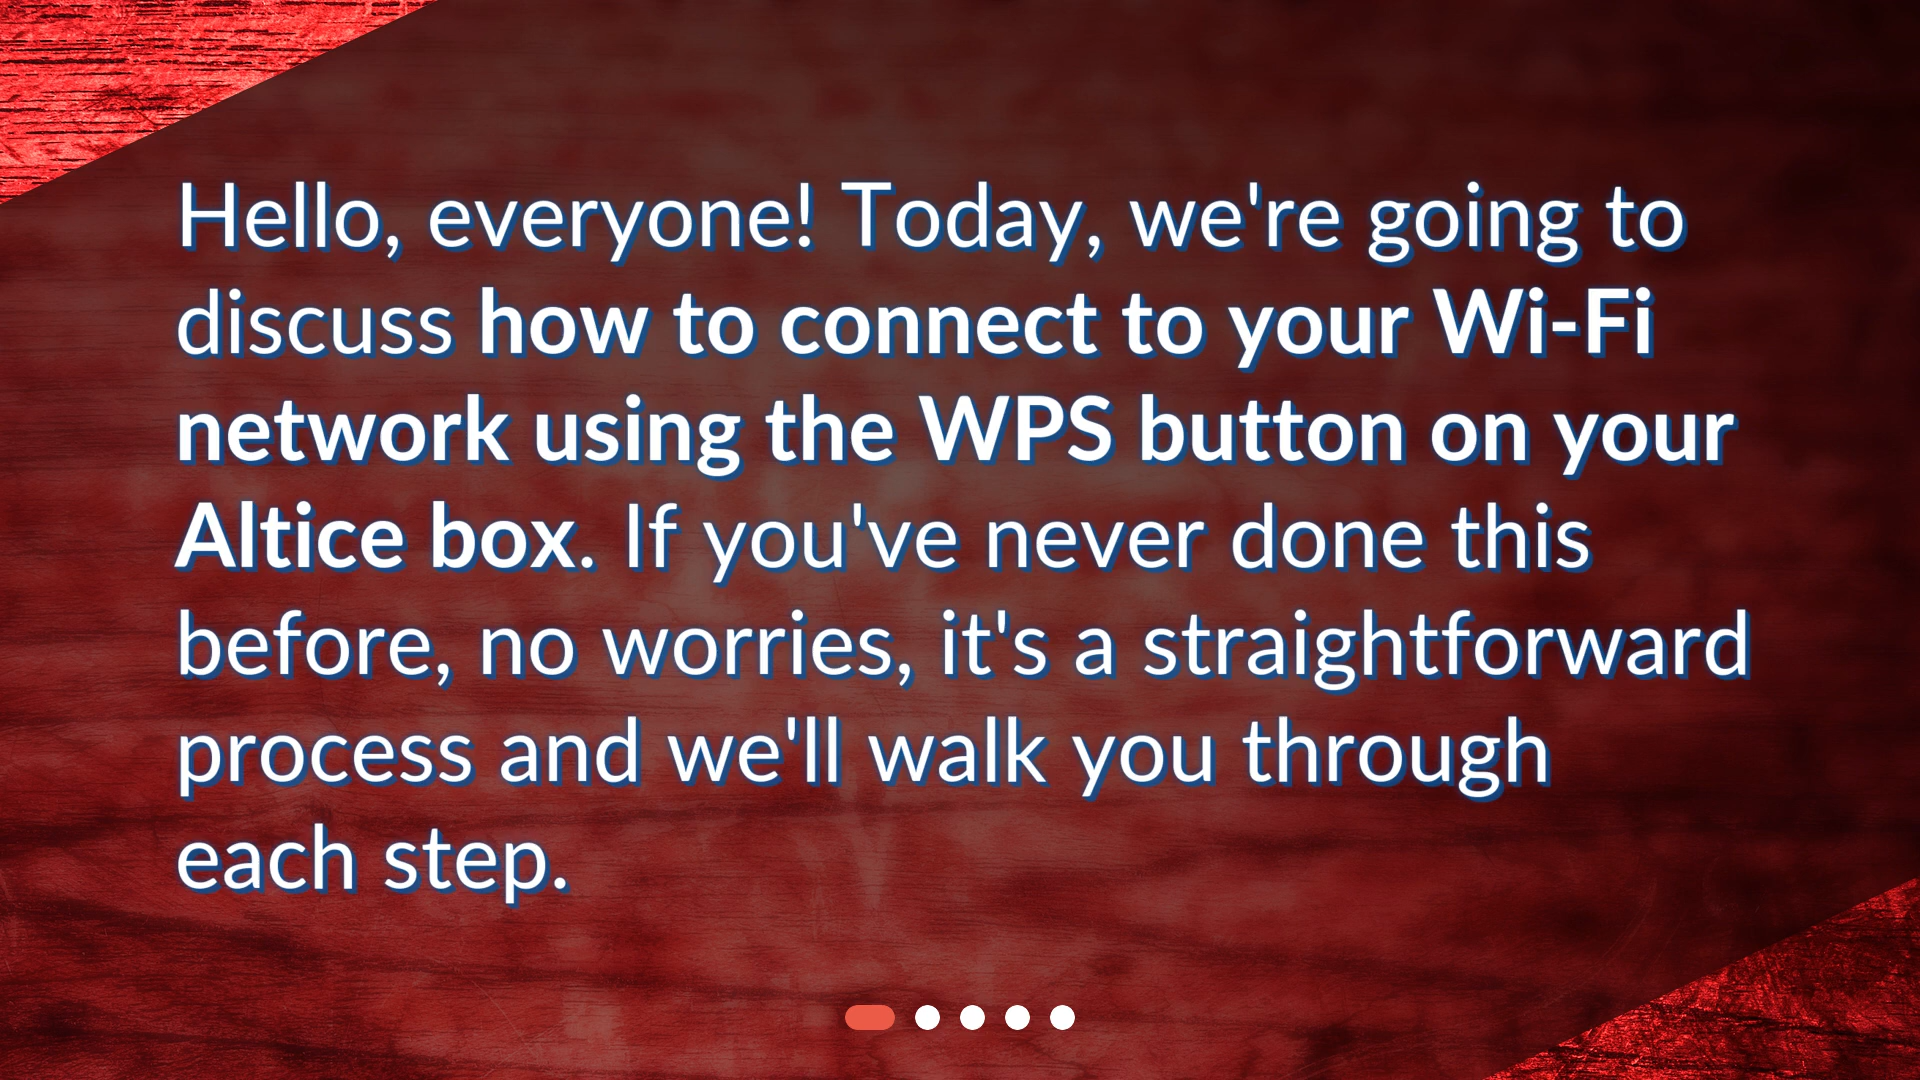 Hello, everyone! Today, we're going to
discuss how to connect to your Wi-Fi
network using the WPS button on your
Altice box. If you've never done this
before, no worries, it's a straightforward
process and we'll walk you through
each step.